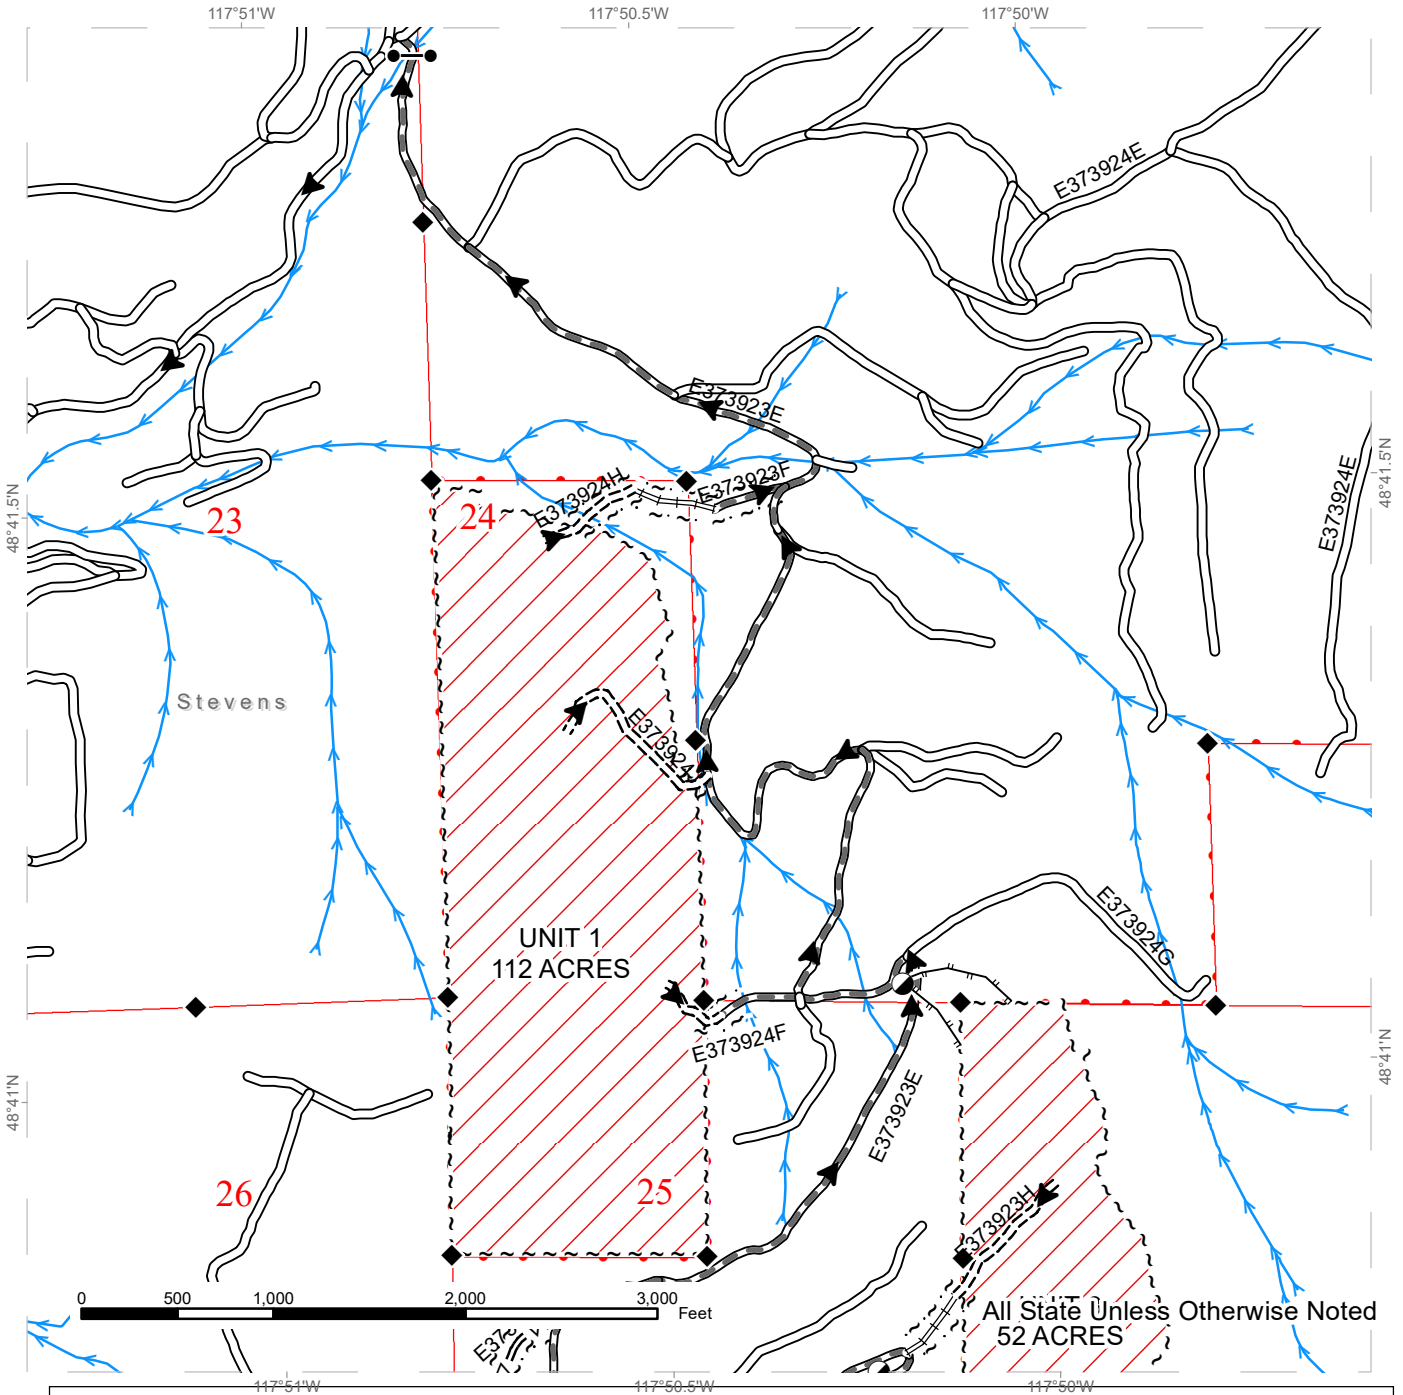 117°51'W 117°50.5'W 117°50'W
E373924E
E373923E
48°41.5'N
E373923F
E373924H
E373924E
23
24
48°41.5'N
Stevens
E373924
E373924G
UNIT 1
112 ACRES
E373924F
48°41'N
E373923E
48°41'N
26
25
E373923H
0 500 1,000 2,000 3,000
Feet
All State Unless Otherwise Noted
52 ACRES
117°51'W 117°50.5'W 117°50'W